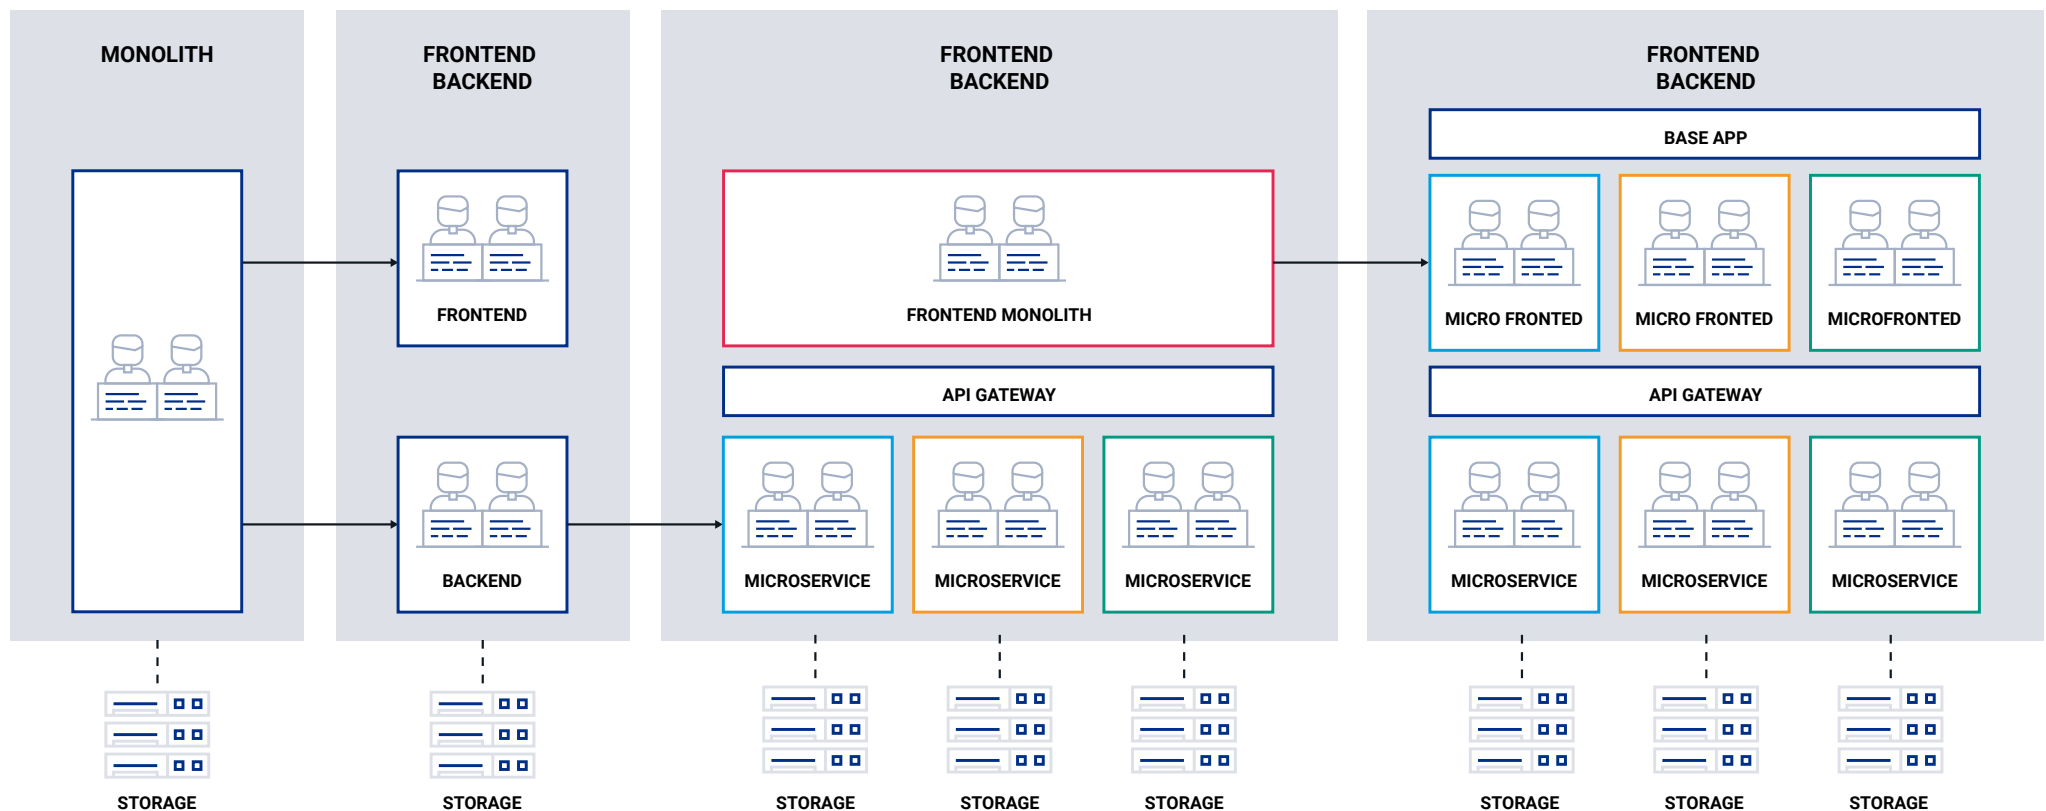 MONOLITH
STORAGE
FRONTEND
BACKEND
FRONTEND
BACKEND
STORAGE
FRONTEND
BACKEND
FRONTEND MONOLITH
API GATEWAY
MICROSERVICE
MICROSERVICE
MICROSERVICE
STORAGE
STORAGE
STORAGE
FRONTEND
BACKEND
BASE APP
MICRO FRONTED
MICRO FRONTED
MICROFRONTED
API GATEWAY
MICROSERVICE
MICROSERVICE
MICROSERVICE
STORAGE
STORAGE
STORAGE